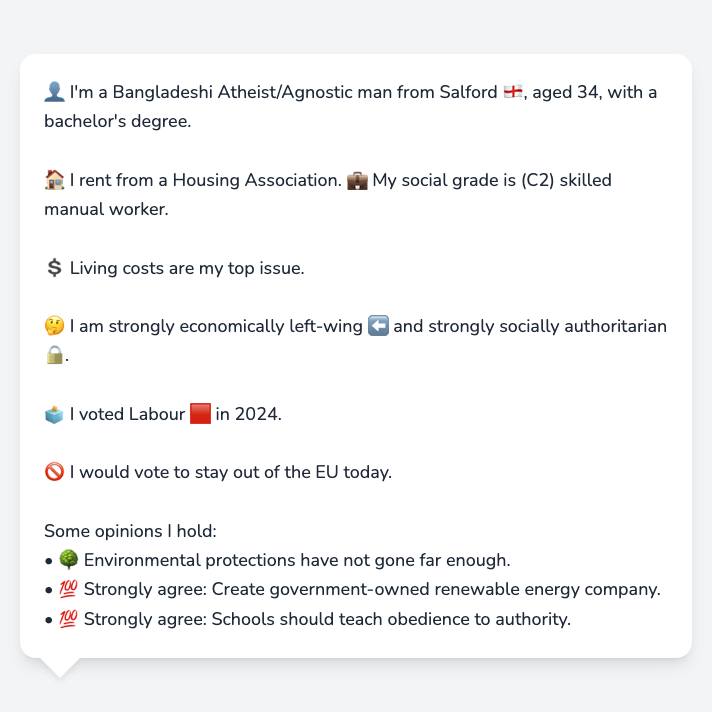 👤 I'm a Bangladeshi Atheist/Agnostic man from Salford 🏴󠁧󠁢󠁥󠁮󠁧󠁿, aged 34, with a
bachelor's degree.
🏠 I rent from a Housing Association. 💼 My social grade is (C2) skilled
manual worker.
💲 Living costs are my top issue.
🤔 I am strongly economically left-wing ⬅️ and strongly socially authoritarian
🔒.
🗳️ I voted Labour 🟥 in 2024.
🚫 I would vote to stay out of the EU today.
Some opinions I hold:
• 🌳 Environmental protections have not gone far enough.
• 💯 Strongly agree: Create government-owned renewable energy company.
• 💯 Strongly agree: Schools should teach obedience to authority.